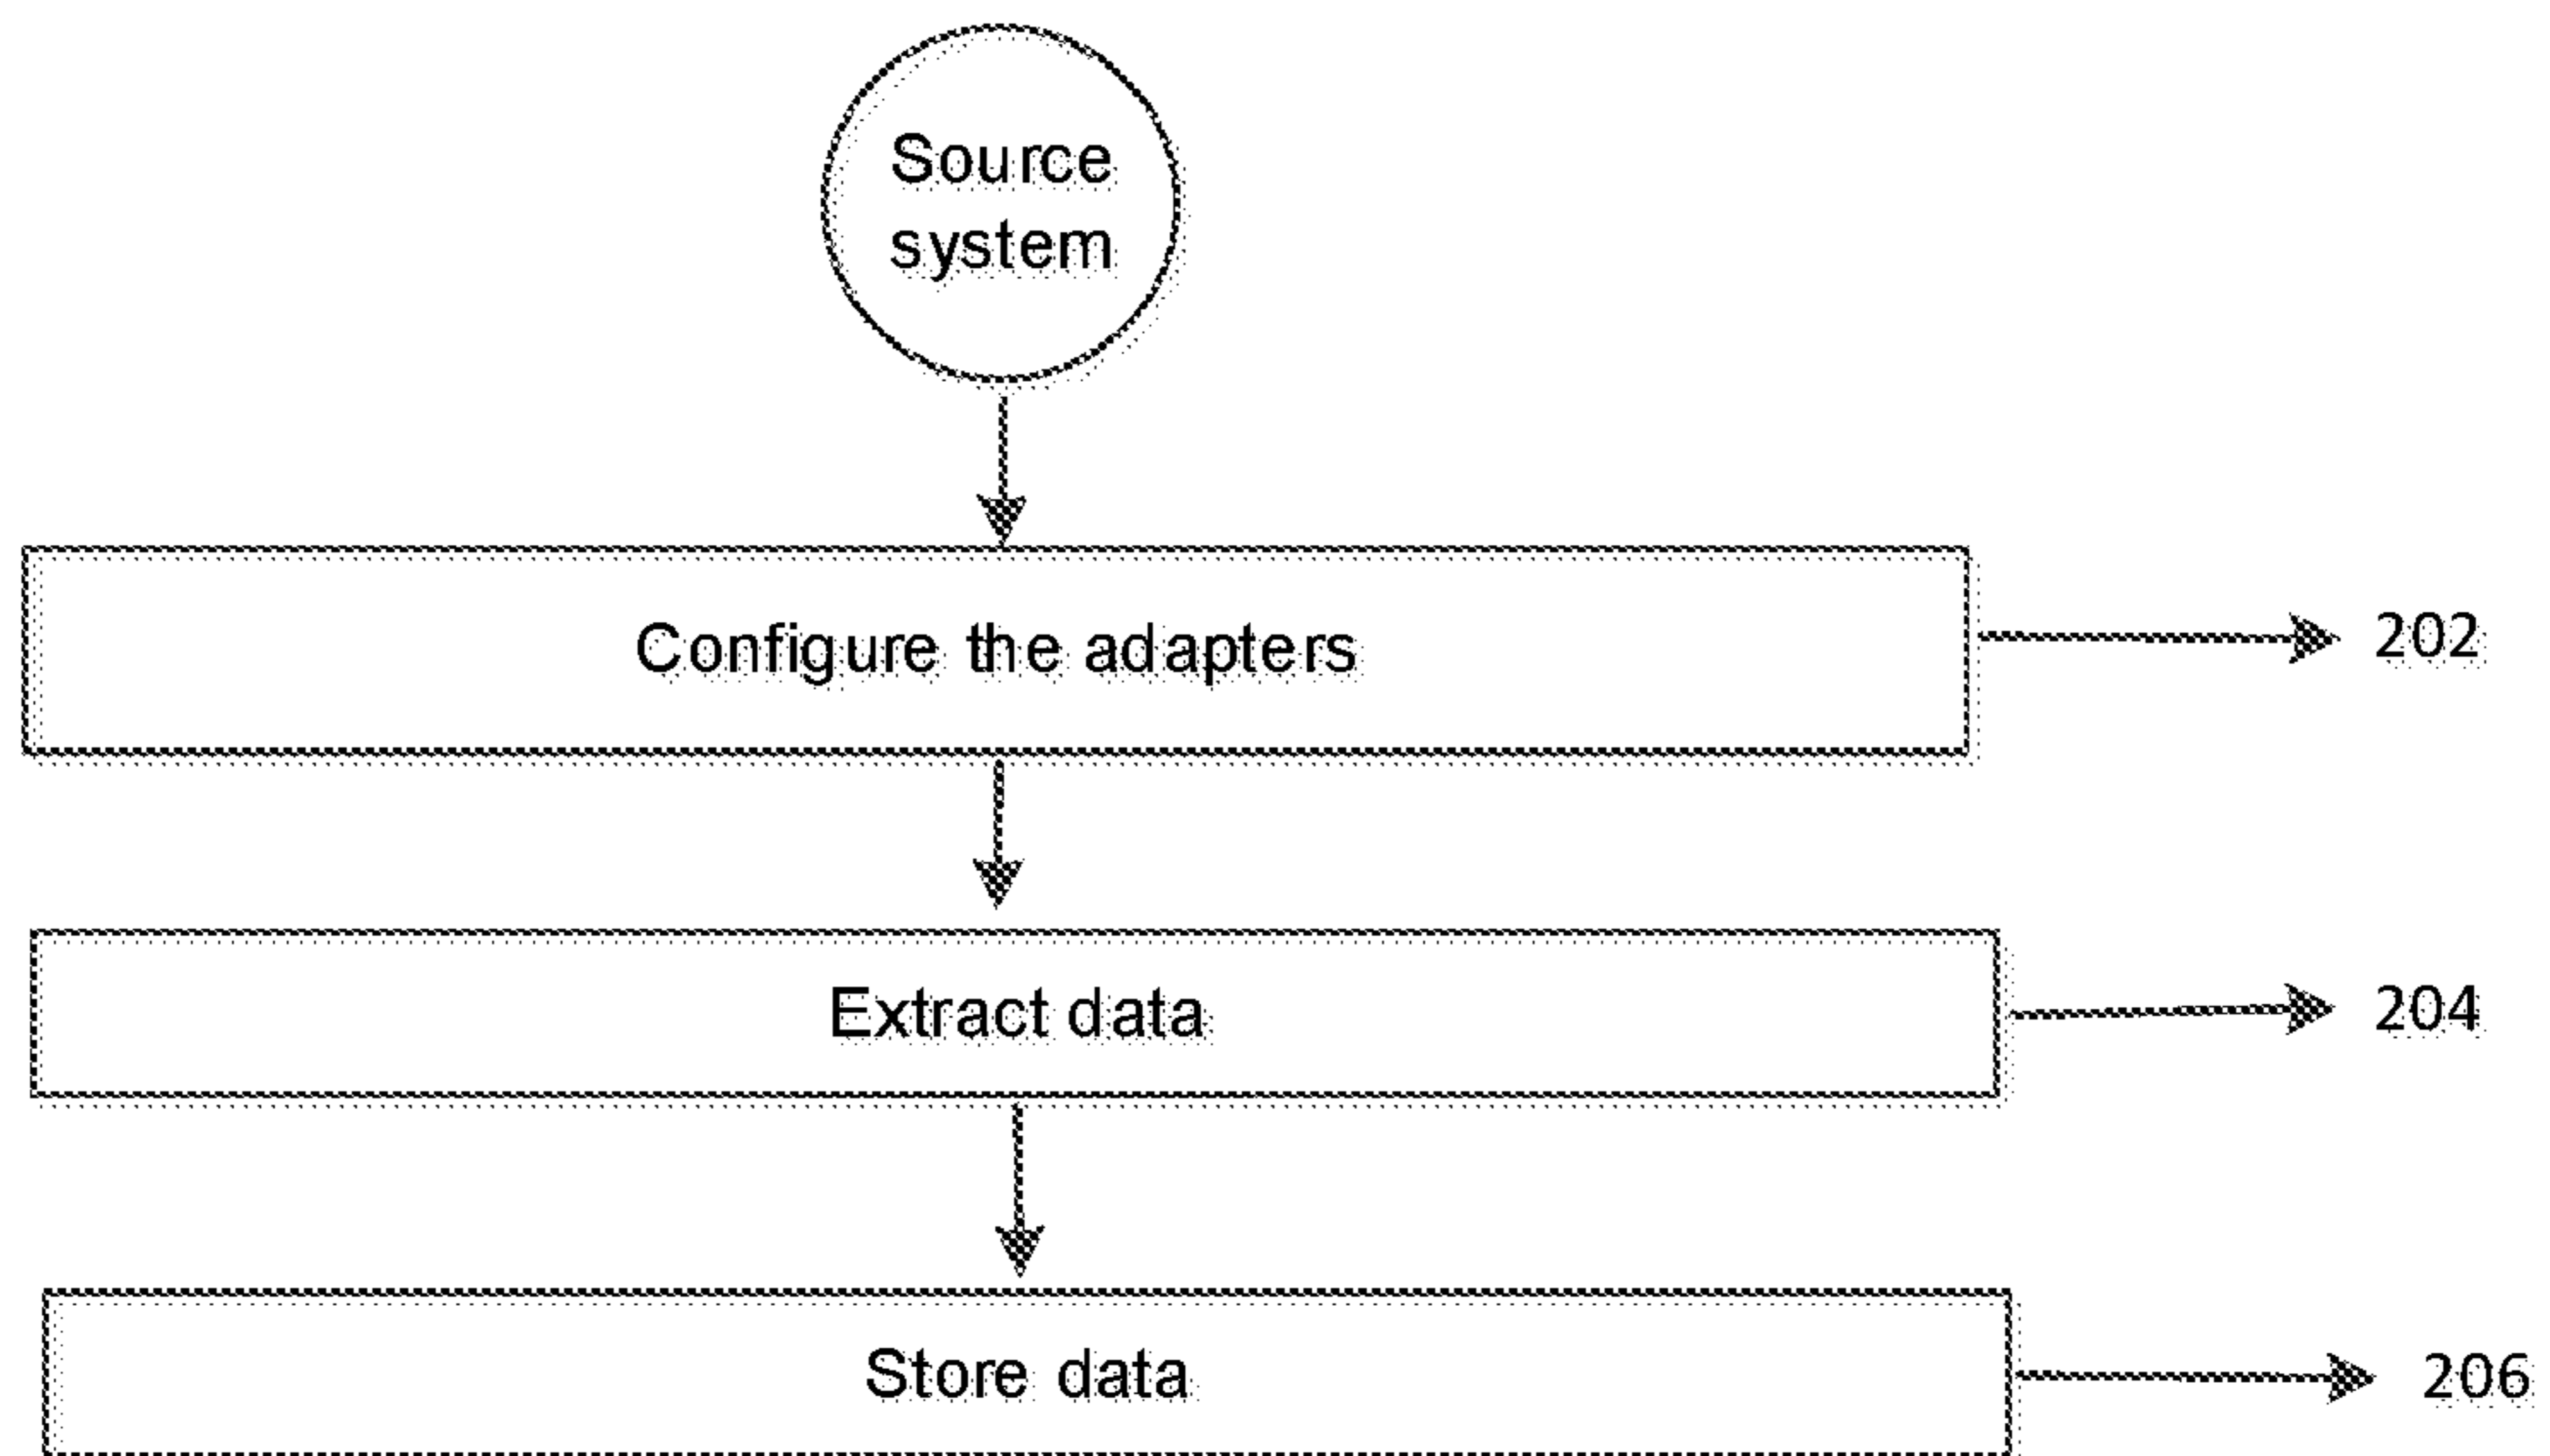 Source
system
Configure the adapters
202
Extract data
204
Store data
206